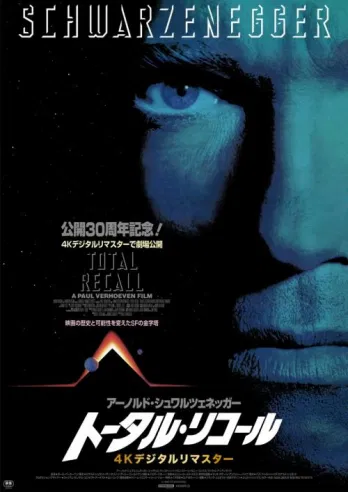 SCHWARZENEGGER
公開30周年記念!
4Kデジタルリマスターで劇場公開
TOTAL
RECALL
A PAUL VERHOEVEN FILM
映画の歴史と可能性を変えたSFの金字塔
アーノルド・シュワルツェネッガー
トータル・リコール
4Kデジタルリマスター